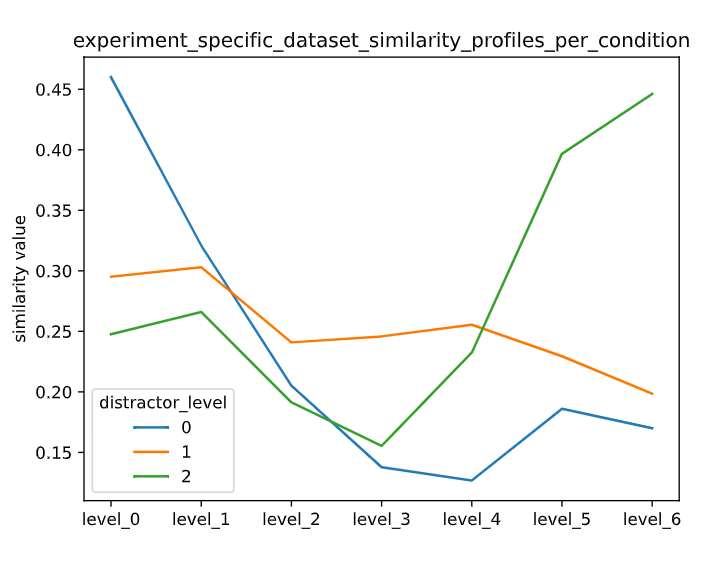 experiment_specific_dataset_similarity_profiles_per_condition
similarity value
0.45
0.40
0.35
0.30
0.25
0.20
0.15
distractor_level
0
1
2
level_0 level_1 level_2 level_3 level_4 level_5 level_6